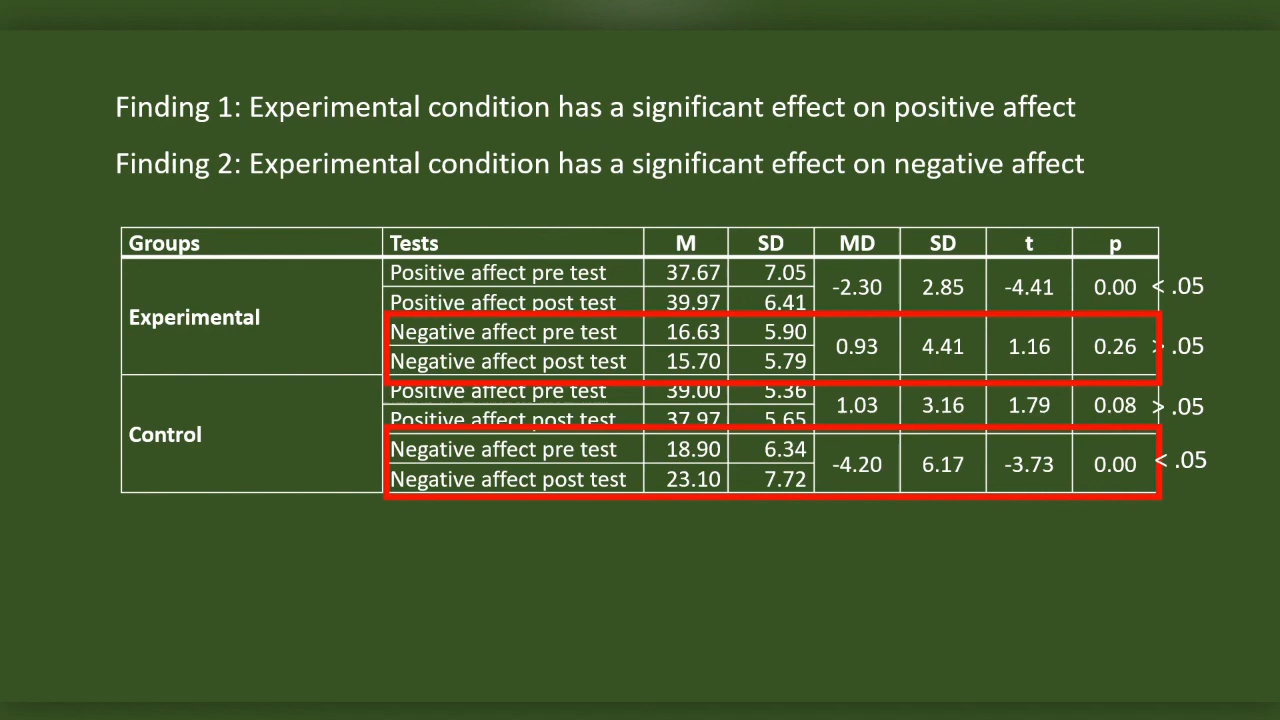 Finding 1: Experimental condition has a significant effect on positive affect
Finding 2: Experimental condition has a significant effect on negative affect
Groups Tests M SD MD SD t p
Experimental
Positive affect pre test 37.67 7.05 -2.30 2.85 -4.41 0.00 < .05
Positive affect post test 39.97 6.41
Negative affect pre test 16.63 5.90 0.93 4.41 1.16 0.26 > .05
Negative affect post test 15.70 5.79
Control
Positive affect pre test 39.00 5.36 1.03 3.16 1.79 0.08 > .05
Positive affect post test 37.97 5.65
Negative affect pre test 18.90 6.34 -4.20 6.17 -3.73 0.00 < .05
Negative affect post test 23.10 7.72